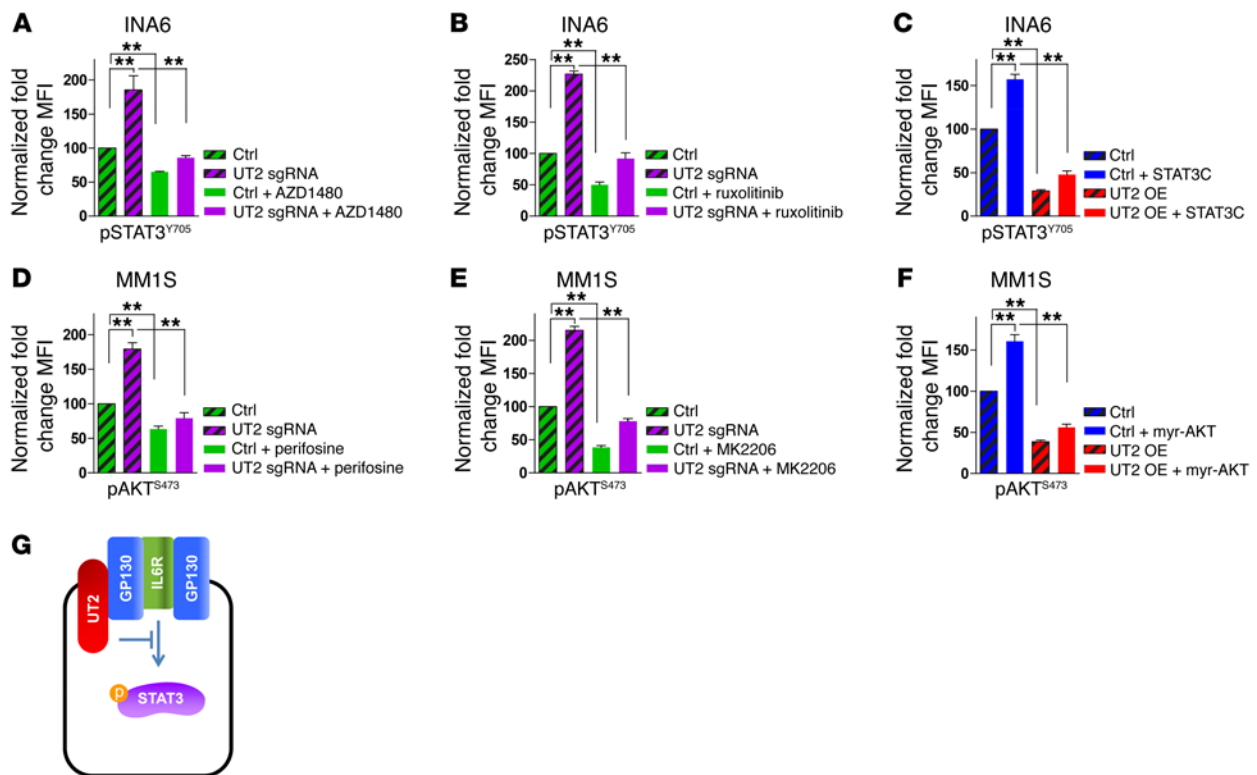 A
INA6
Normalized fold
change MFI
200
150
100
50
0
**
**
**
pSTAT3Y705
Ctrl
UT2 sgRNA
Ctrl + AZD1480
UT2 sgRNA + AZD1480
B
INA6
Normalized fold
change MFI
250
200
150
100
50
0
**
**
**
pSTAT3Y705
Ctrl
UT2 sgRNA
Ctrl + ruxolitinib
UT2 sgRNA + ruxolitinib
C
INA6
Normalized fold
change MFI
150
100
50
0
**
**
**
pSTAT3Y705
Ctrl
Ctrl + STAT3C
UT2 OE
UT2 OE + STAT3C
D
MM1S
Normalized fold
change MFI
200
150
100
50
0
**
**
**
pAKTS473
Ctrl
UT2 sgRNA
Ctrl + perifosine
UT2 sgRNA + perifosine
E
MM1S
Normalized fold
change MFI
200
150
100
50
0
**
**
**
pAKTS473
Ctrl
UT2 sgRNA
Ctrl + MK2206
UT2 sgRNA + MK2206
F
MM1S
Normalized fold
change MFI
150
100
50
0
**
**
**
pAKTS473
Ctrl
Ctrl + myr-AKT
UT2 OE
UT2 OE + myr-AKT
G
UT2
GP130
IL6R
GP130
p
STAT3